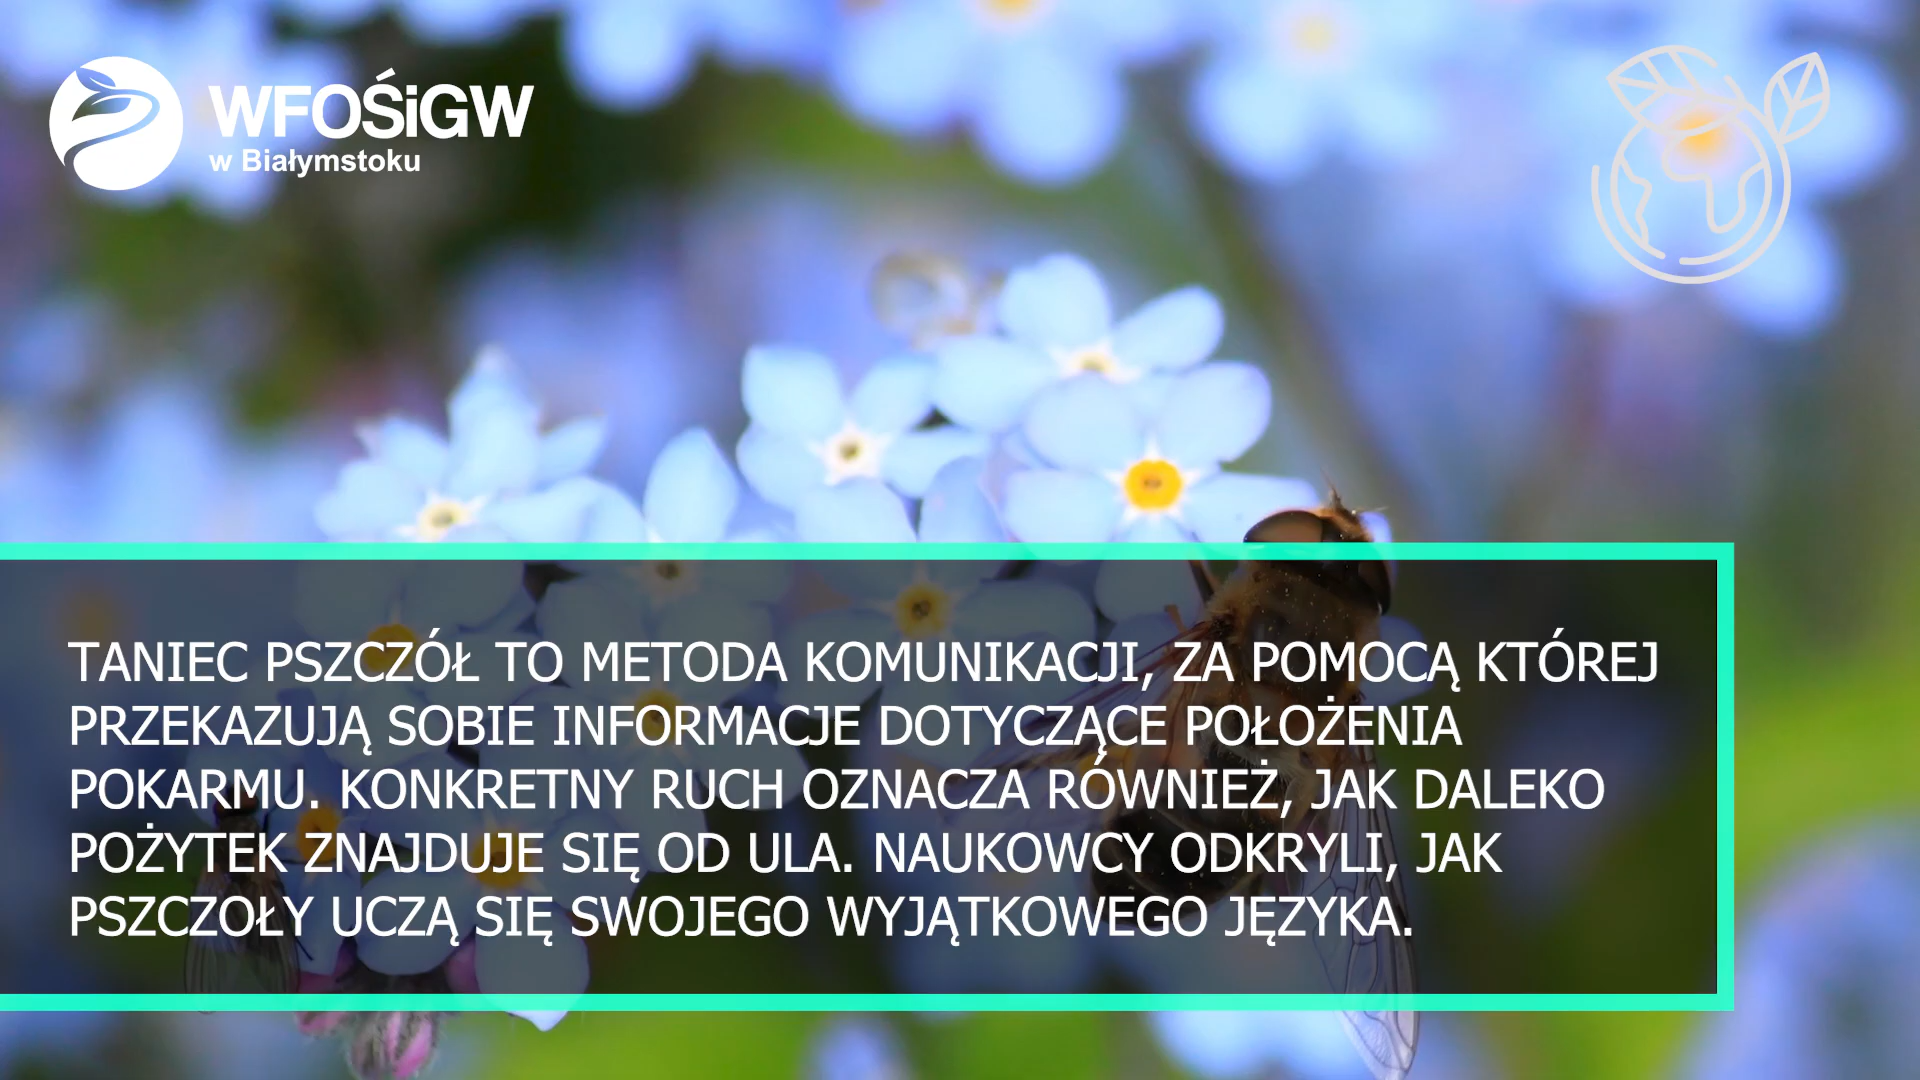 WFOŚiGW
w Białymstoku
TANIEC PSZCZÓŁ TO METODA KOMUNIKACJI, ZA POMOCĄ KTÓREJ
PRZEKAZUJĄ SOBIE INFORMACJE DOTYCZĄCE POŁOŻENIA
POKARMU. KONKRETNY RUCH OZNACZA RÓWNIEŻ, JAK DALEKO
POŻYTEK ZNAJDUJE SIĘ OD ULA. NAUKOWCY ODKRYLI, JAK
PSZCZOŁY UCZĄ SIĘ SWOJEGO WYJĄTKOWEGO JĘZYKA.